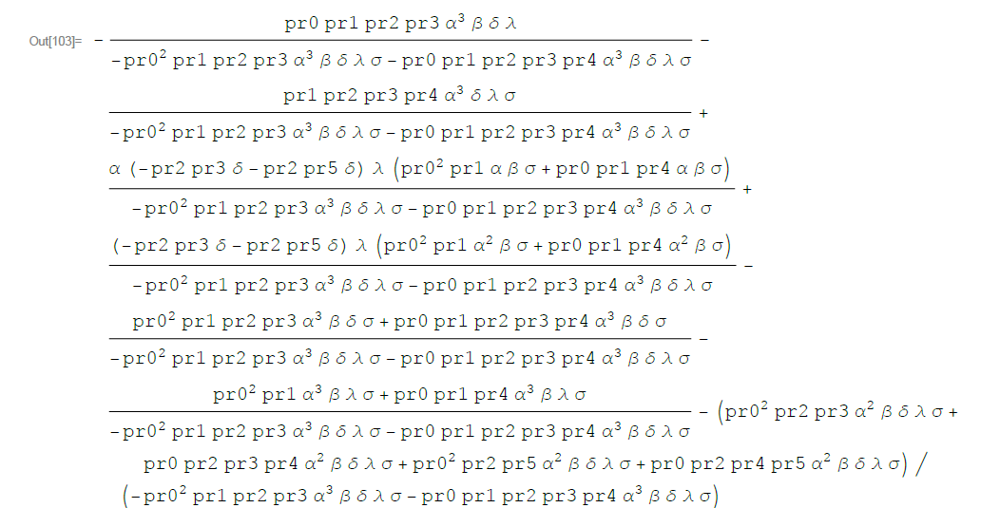 Out[103]= - pr0 pr1 pr2 pr3 α³ β δ λ
-pr0² pr1 pr2 pr3 α³ β δ λ σ - pr0 pr1 pr2 pr3 pr4 α³ β δ λ σ -
pr1 pr2 pr3 pr4 α³ δ λ σ
-pr0² pr1 pr2 pr3 α³ β δ λ σ - pr0 pr1 pr2 pr3 pr4 α³ β δ λ σ +
α (-pr2 pr3 δ - pr2 pr5 δ) λ (pr0² pr1 α β σ + pr0 pr1 pr4 α β σ)
-pr0² pr1 pr2 pr3 α³ β δ λ σ - pr0 pr1 pr2 pr3 pr4 α³ β δ λ σ +
(-pr2 pr3 δ - pr2 pr5 δ) λ (pr0² pr1 α² β σ + pr0 pr1 pr4 α² β σ)
-pr0² pr1 pr2 pr3 α³ β δ λ σ - pr0 pr1 pr2 pr3 pr4 α³ β δ λ σ -
pr0² pr1 pr2 pr3 α³ β δ σ + pr0 pr1 pr2 pr3 pr4 α³ β δ σ
-pr0² pr1 pr2 pr3 α³ β δ λ σ - pr0 pr1 pr2 pr3 pr4 α³ β δ λ σ -
pr0² pr1 α³ β λ σ + pr0 pr1 pr4 α³ β λ σ
-pr0² pr1 pr2 pr3 α³ β δ λ σ - pr0 pr1 pr2 pr3 pr4 α³ β δ λ σ - (pr0² pr2 pr3 α² β δ λ σ +
pr0 pr2 pr3 pr4 α² β δ λ σ + pr0² pr2 pr5 α² β δ λ σ + pr0 pr2 pr4 pr5 α² β δ λ σ) /
(-pr0² pr1 pr2 pr3 α³ β δ λ σ - pr0 pr1 pr2 pr3 pr4 α³ β δ λ σ)